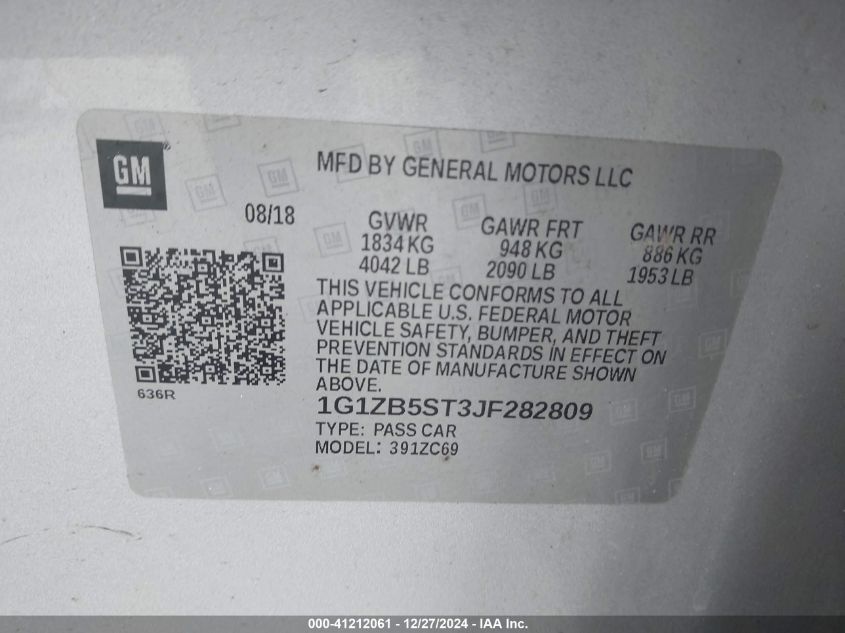 GM
MFD BY GENERAL MOTORS LLC
08/18
GVWR GAWR FRT GAWR RR
1834 KG 948 KG 886 KG
4042 LB 2090 LB 1953 LB
THIS VEHICLE CONFORMS TO ALL
APPLICABLE U.S. FEDERAL MOTOR
VEHICLE SAFETY, BUMPER, AND THEFT
PREVENTION STANDARDS IN EFFECT ON
THE DATE OF MANUFACTURE SHOWN
ABOVE.
636R
1G1ZB5ST3JF282809
TYPE: PASS CAR
MODEL: 391ZC69
000-41212061 - 12/27/2024 - IAA Inc.